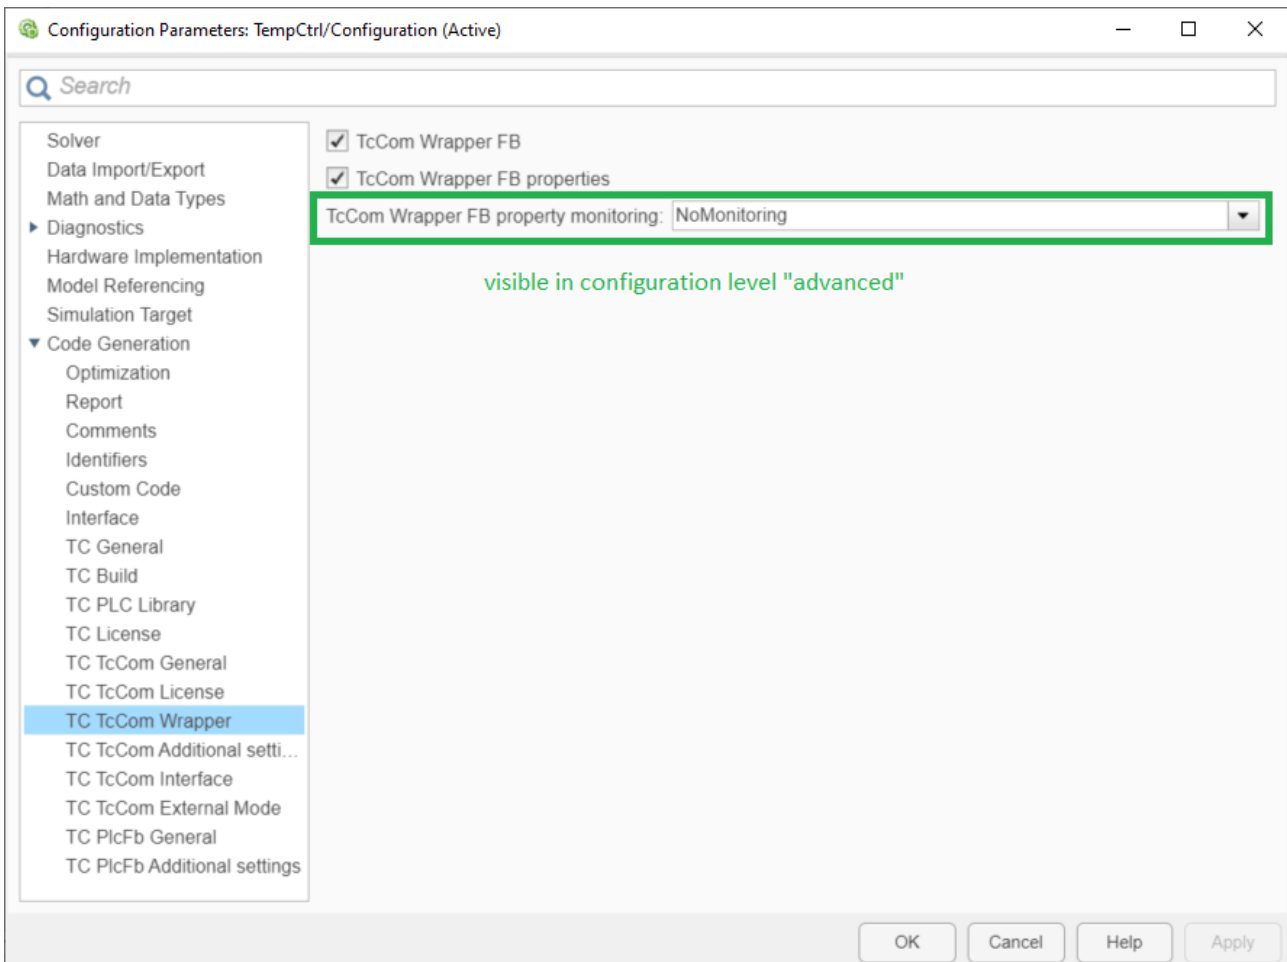 Configuration Parameters: TempCtrl/Configuration (Active)
Search
Solver
Data Import/Export
Math and Data Types
Diagnostics
Hardware Implementation
Model Referencing
Simulation Target
Code Generation
Optimization
Report
Comments
Identifiers
Custom Code
Interface
TC General
TC Build
TC PLC Library
TC License
TC TcCom General
TC TcCom License
TC TcCom Wrapper
TC TcCom Additional setti...
TC TcCom Interface
TC TcCom External Mode
TC PlcFb General
TC PlcFb Additional settings
TcCom Wrapper FB
TcCom Wrapper FB properties
TcCom Wrapper FB property monitoring: NoMonitoring
visible in configuration level "advanced"
OK Cancel Help Apply